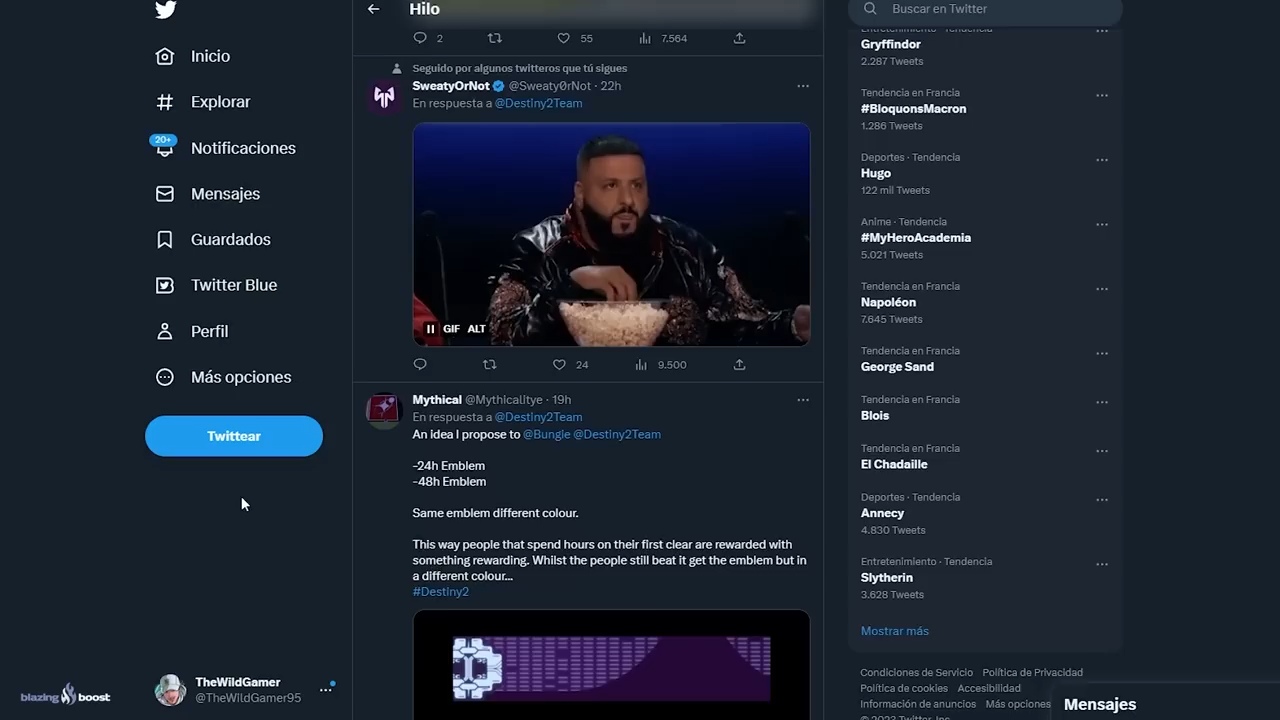 Inicio
Explorar
20+
Notificaciones
Mensajes
Guardados
Twitter Blue
Perfil
Más opciones
Twittear
TheWildGamer
@TheWildGamer95
blazing boost
Hilo
2
55
7.564
Seguido por algunos twitteros que tú sigues
SweatyOrNot @Sweaty0rNot · 22h
En respuesta a @Destiny2Team
GIF ALT
24
9.500
Mythical @Mythicalltye · 19h
En respuesta a @Destiny2Team
An idea I propose to @Bungie @Destiny2Team
-24h Emblem
-48h Emblem
Same emblem different colour.
This way people that spend hours on their first clear are rewarded with
something rewarding. Whilst the people still beat it get the emblem but in
a different colour...
#Destiny2
Buscar en Twitter
Entretenimiento · Tendencia
Gryffindor
2.287 Tweets
Tendencia en Francia
#BloquonsMacron
1.286 Tweets
Deportes · Tendencia
Hugo
122 mil Tweets
Anime · Tendencia
#MyHeroAcademia
5.021 Tweets
Tendencia en Francia
Napoléon
7.645 Tweets
Tendencia en Francia
George Sand
Tendencia en Francia
Blois
Tendencia en Francia
El Chadaille
Deportes · Tendencia
Annecy
4.830 Tweets
Entretenimiento · Tendencia
Slytherin
3.628 Tweets
Mostrar más
Condiciones de Servicio Política de Privacidad
Política de cookies Accesibilidad
Información de anuncios Más opciones
© 2023 Twitter, Inc.
Mensajes